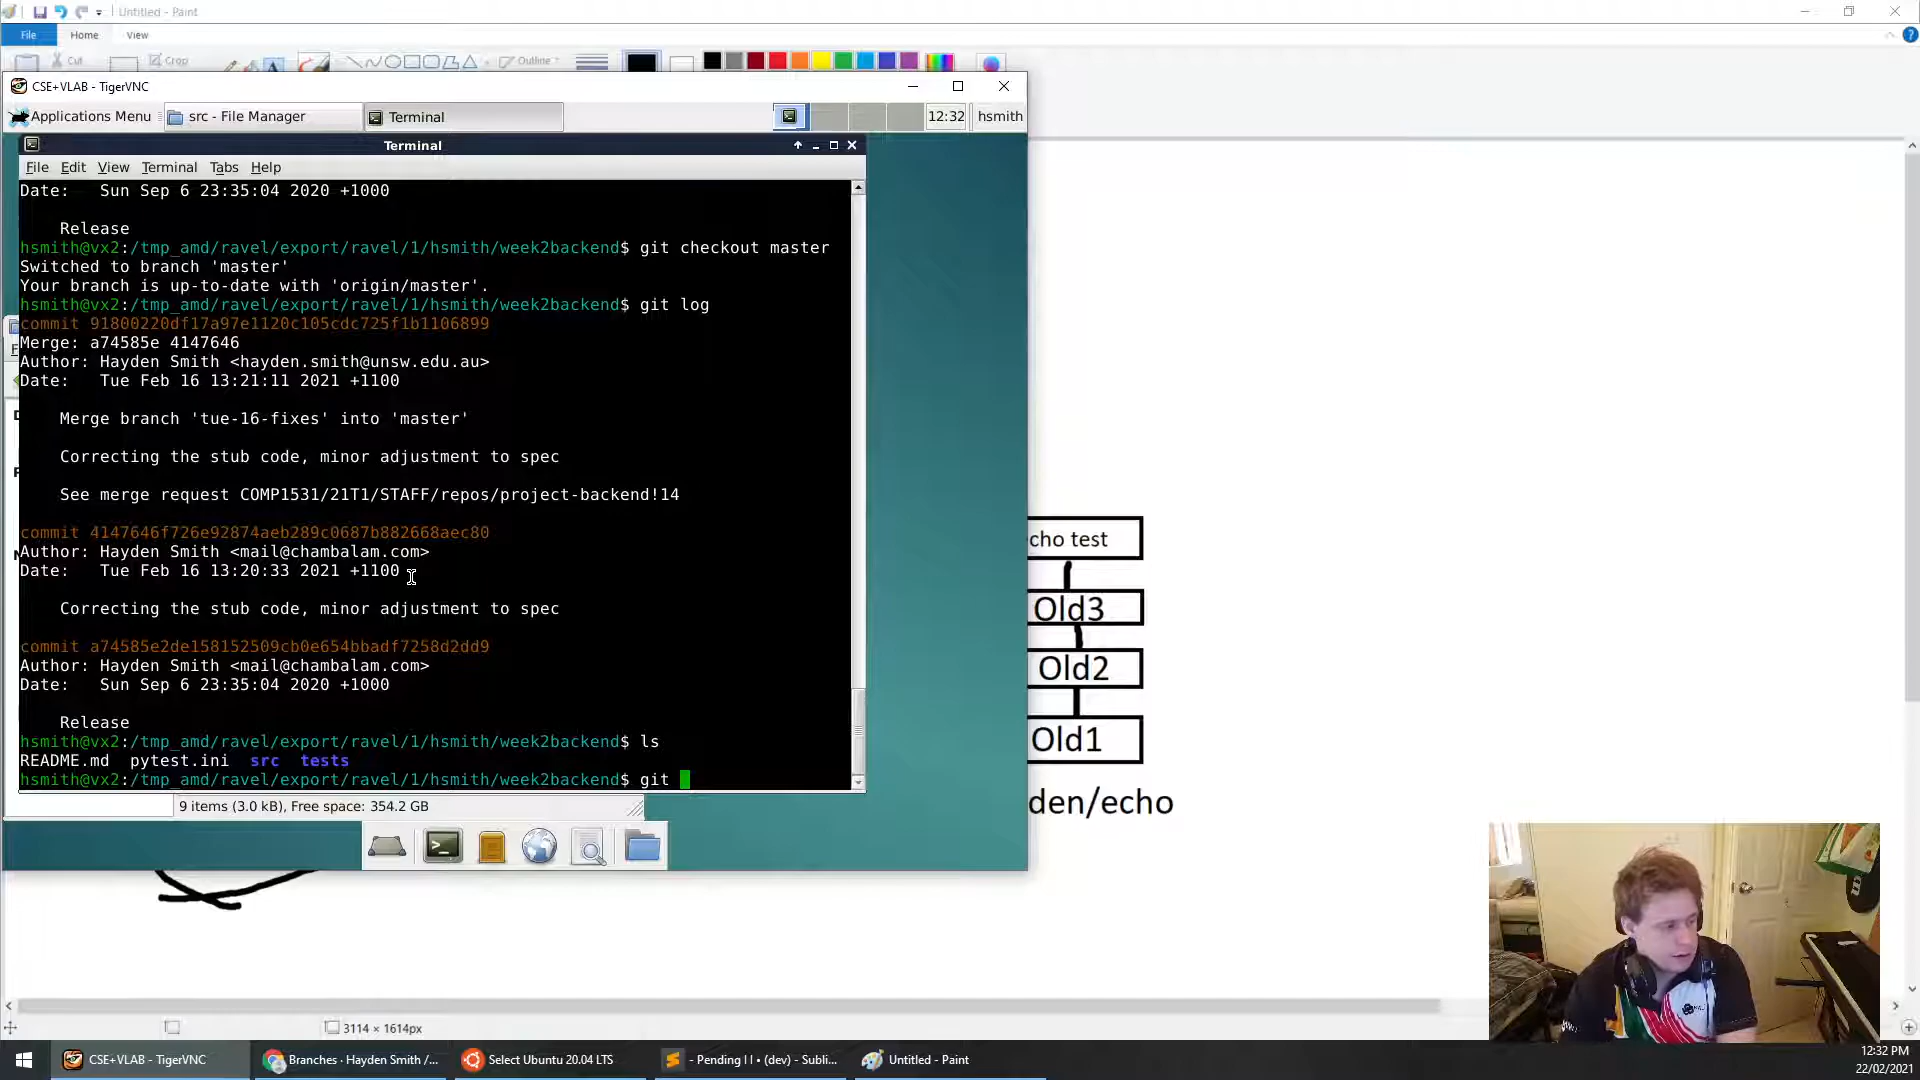 Untitled - Paint
File Home View
Cut Crop Outline
CSE+VLAB - TigerVNC
Applications Menu src - File Manager Terminal 12:32 hsmith
Terminal
File Edit View Terminal Tabs Help
Date:   Sun Sep 6 23:35:04 2020 +1000
Release
hsmith@vx2:/tmp_amd/ravel/export/ravel/1/hsmith/week2backend$ git checkout master
Switched to branch 'master'
Your branch is up-to-date with 'origin/master'.
hsmith@vx2:/tmp_amd/ravel/export/ravel/1/hsmith/week2backend$ git log
commit 91800220df17a97e1120c105cdc725f1b1106899
Merge: a74585e 4147646
Author: Hayden Smith <hayden.smith@unsw.edu.au>
Date:   Tue Feb 16 13:21:11 2021 +1100
Merge branch 'tue-16-fixes' into 'master'
Correcting the stub code, minor adjustment to spec
See merge request COMP1531/21T1/STAFF/repos/project-backend!14
commit 4147646f726e92874aeb289c0687b882668aec80
Author: Hayden Smith <mail@chambalam.com>
Date:   Tue Feb 16 13:20:33 2021 +1100
Correcting the stub code, minor adjustment to spec
commit a74585e2de158152509cb0e654bbadf7258d2dd9
Author: Hayden Smith <mail@chambalam.com>
Date:   Sun Sep 6 23:35:04 2020 +1000
Release
hsmith@vx2:/tmp_amd/ravel/export/ravel/1/hsmith/week2backend$ ls
README.md pytest.ini src tests
hsmith@vx2:/tmp_amd/ravel/export/ravel/1/hsmith/week2backend$ git
9 items (3.0 kB), Free space: 354.2 GB
cho test
Old3
Old2
Old1
den/echo
3114 × 1614px
CSE+VLAB - TigerVNC
Branches · Hayden Smith /...
Select Ubuntu 20.04 LTS
- Pending I I • (dev) - Subli...
Untitled - Paint
12:32 PM
22/02/2021